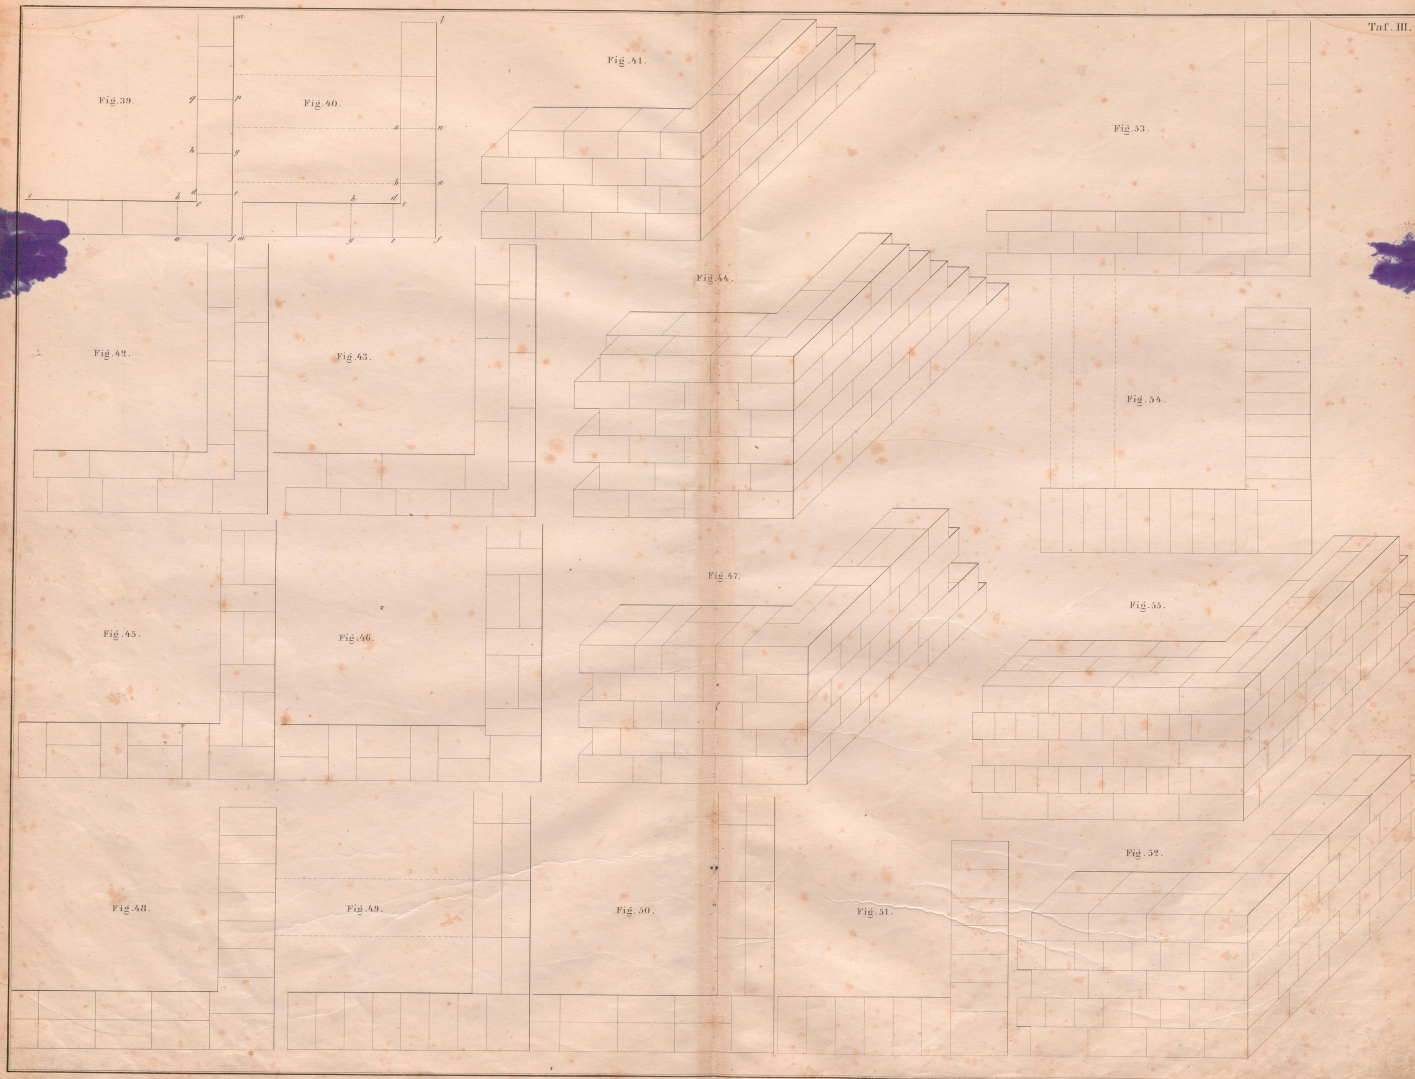 Taf. III.
Fig. 39.
m
q
p
h
g
d
e
s
b
c
a
f
Fig. 40.
l
o
n
b
a
h
d
c
m
g
e
f
Fig. 41.
Fig. 53.
Fig. 42.
Fig. 43.
Fig. 44.
Fig. 54.
Fig. 45.
Fig. 46.
Fig. 47.
Fig. 55.
Fig. 48.
Fig. 49.
Fig. 50.
Fig. 51.
Fig. 52.